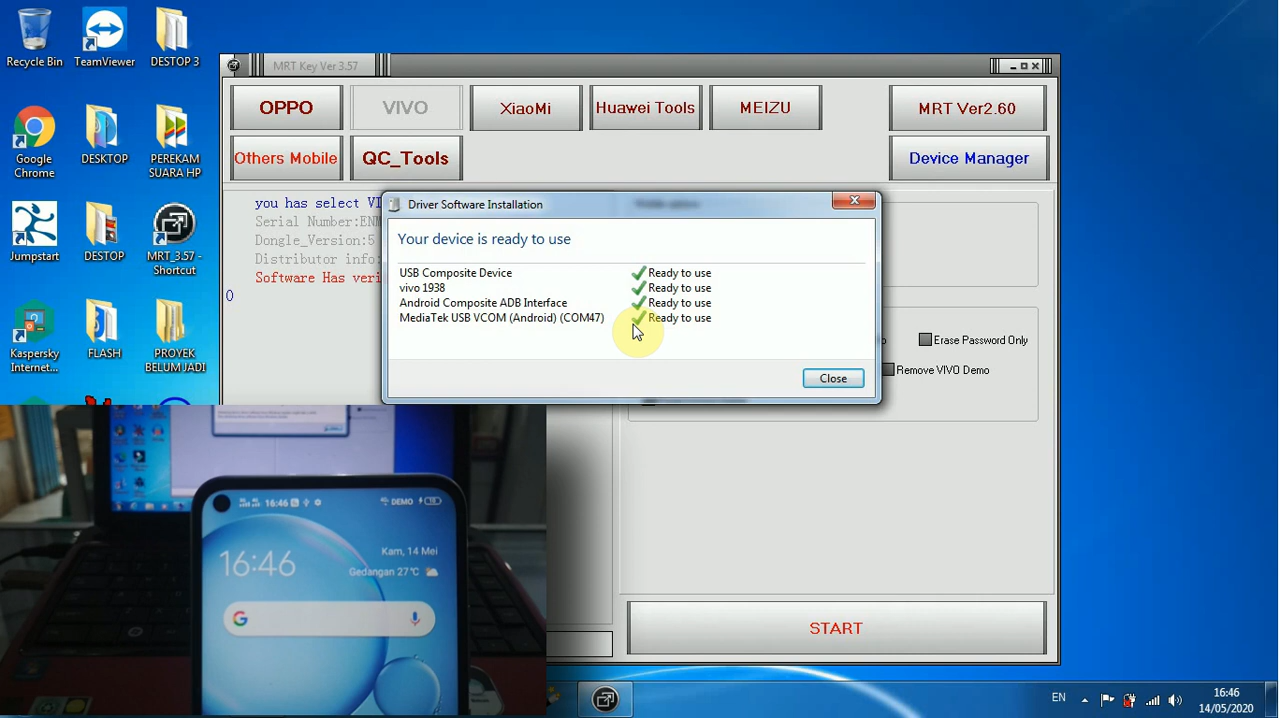 Recycle Bin
TeamViewer
DESTOP 3
Google
Chrome
DESKTOP
PEREKAM
SUARA HP
Jumpstart
DESTOP
MRT_3.57 -
Shortcut
Kaspersky
Internet...
FLASH
PROYEK
BELUM JADI
MRT Key Ver 3.57
OPPO
VIVO
XiaoMi
Huawei Tools
MEIZU
MRT Ver2.60
Others Mobile
QC_Tools
Device Manager
you has select VI
Serial Number:ENM
Dongle_Version:5
Distributor info:
Software Has veri
0
Driver Software Installation
Your device is ready to use
USB Composite Device Ready to use
vivo 1938 Ready to use
Android Composite ADB Interface Ready to use
MediaTek USB VCOM (Android) (COM47) Ready to use
Close
Erase Password Only
Remove VIVO Demo
START
16:46
DEMO
16:46
Kam, 14 Mei
Gedangan 27°C
G
EN
16:46
14/05/2020